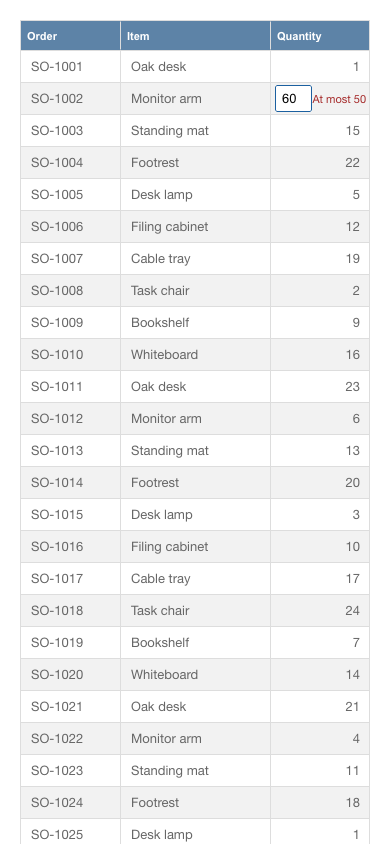 Order Item Quantity
SO-1001 Oak desk 1
SO-1002 Monitor arm 60 At most 50
SO-1003 Standing mat 15
SO-1004 Footrest 22
SO-1005 Desk lamp 5
SO-1006 Filing cabinet 12
SO-1007 Cable tray 19
SO-1008 Task chair 2
SO-1009 Bookshelf 9
SO-1010 Whiteboard 16
SO-1011 Oak desk 23
SO-1012 Monitor arm 6
SO-1013 Standing mat 13
SO-1014 Footrest 20
SO-1015 Desk lamp 3
SO-1016 Filing cabinet 10
SO-1017 Cable tray 17
SO-1018 Task chair 24
SO-1019 Bookshelf 7
SO-1020 Whiteboard 14
SO-1021 Oak desk 21
SO-1022 Monitor arm 4
SO-1023 Standing mat 11
SO-1024 Footrest 18
SO-1025 Desk lamp 1